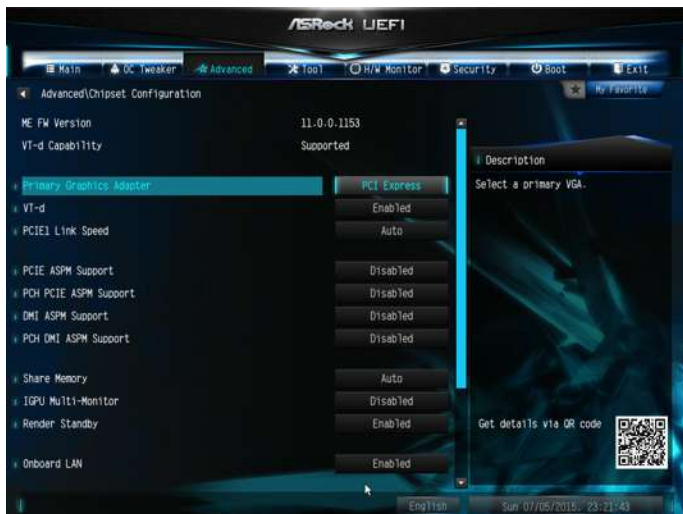 ASRock UEFI
Main OC Tweaker Advanced Tool H/W Monitor Security Boot Exit
Advanced\Chipset Configuration
My Favorite
ME FW Version 11.0.0.1153
VT-d Capability Supported
Description
Primary Graphics Adapter PCI Express
Select a primary VGA.
VT-d Enabled
PCIE1 Link Speed Auto
PCIE ASPM Support Disabled
PCH PCIE ASPM Support Disabled
DMI ASPM Support Disabled
PCH DMI ASPM Support Disabled
Share Memory Auto
IGPU Multi-Monitor Disabled
Render Standby Enabled
Get details via QR code
Onboard LAN Enabled
English
Sun 07/05/2015. 23:21:43